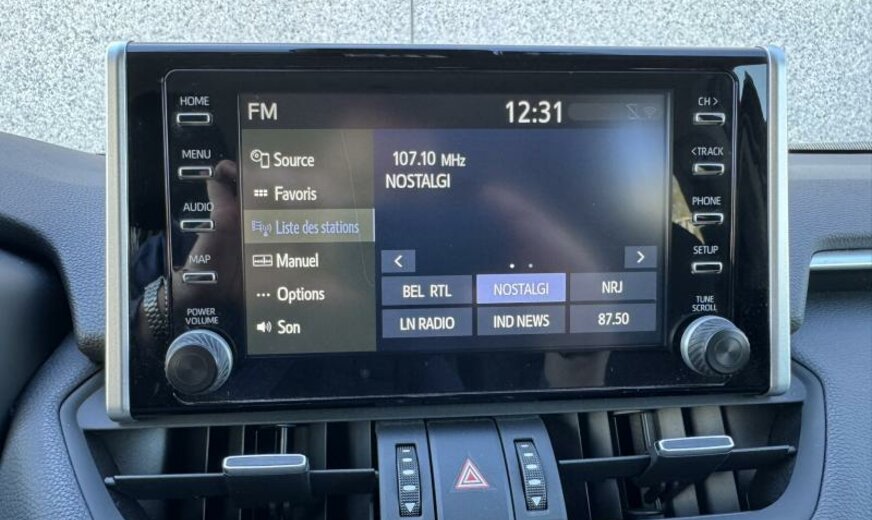 HOME
MENU
AUDIO
MAP
POWER
VOLUME
FM
12:31
Source
Favoris
Liste des stations
Manuel
Options
Son
107.10 MHz
NOSTALGI
<
>
BEL RTL
NOSTALGI
NRJ
LN RADIO
IND NEWS
87.50
CH >
< TRACK
PHONE
SETUP
TUNE
SCROLL